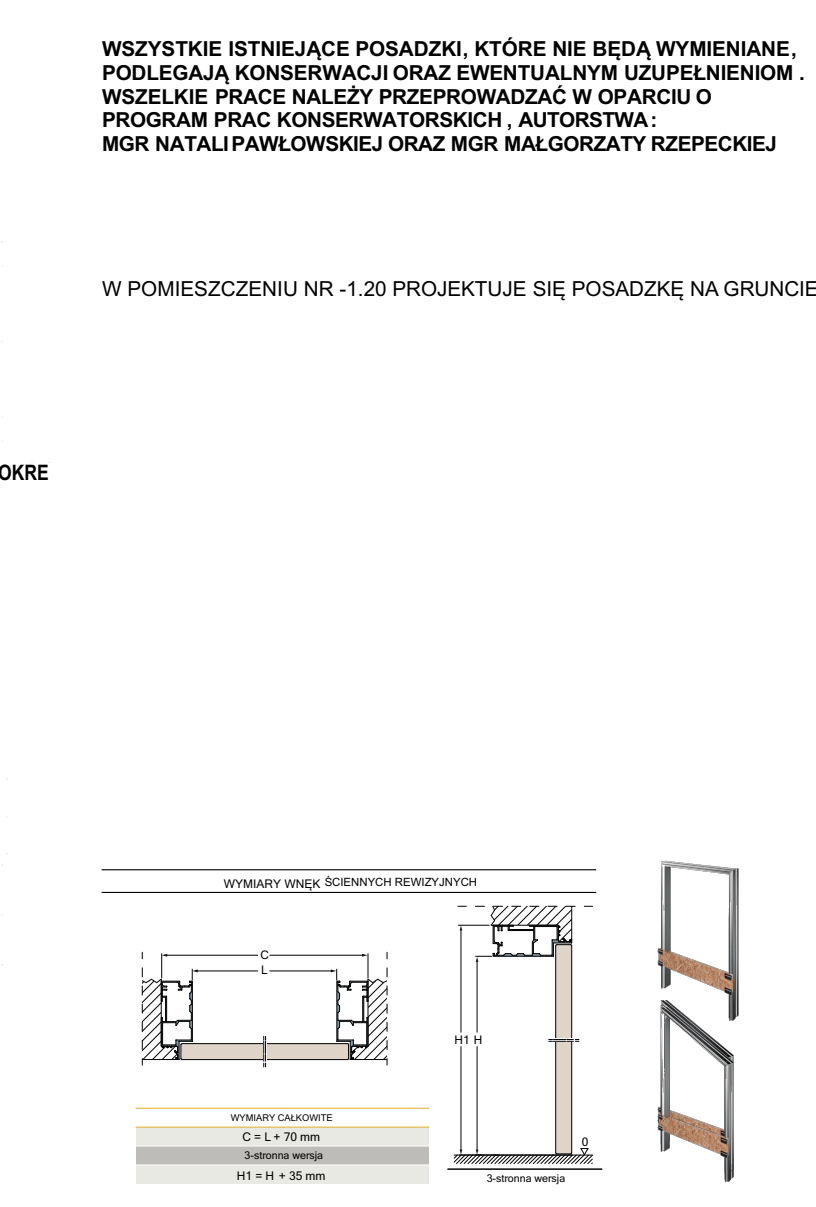 WSZYSTKIE ISTNIEJĄCE POSADZKI, KTÓRE NIE BĘDĄ WYMIENIANE,
PODLEGAJĄ KONSERWACJI ORAZ EWENTUALNYM UZUPEŁNIENIOM .
WSZELKIE PRACE NALEŻY PRZEPROWADZAĆ W OPARCIU O
PROGRAM PRAC KONSERWATORSKICH , AUTORSTWA :
MGR NATALI PAWŁOWSKIEJ ORAZ MGR MAŁGORZATY RZEPECKIEJ
W POMIESZCZENIU NR -1.20 PROJEKTUJE SIĘ POSADZKĘ NA GRUNCIE
OKRE
WYMIARY WNĘK ŚCIENNYCH REWIZYJNYCH
C
L
H1 H
0
WYMIARY CAŁKOWITE
C = L + 70 mm
3-stronna wersja
H1 = H + 35 mm
3-stronna wersja